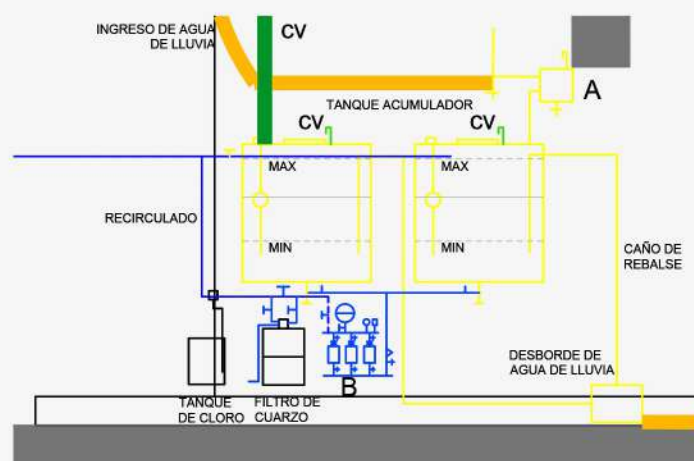 INGRESO DE AGUA
DE LLUVIA
CV
A
TANQUE ACUMULADOR
CV
CV
MAX
MAX
RECIRCULADO
MIN
MIN
CAÑO DE
REBALSE
DESBORDE DE
AGUA DE LLUVIA
B
TANQUE
DE CLORO
FILTRO DE
CUARZO